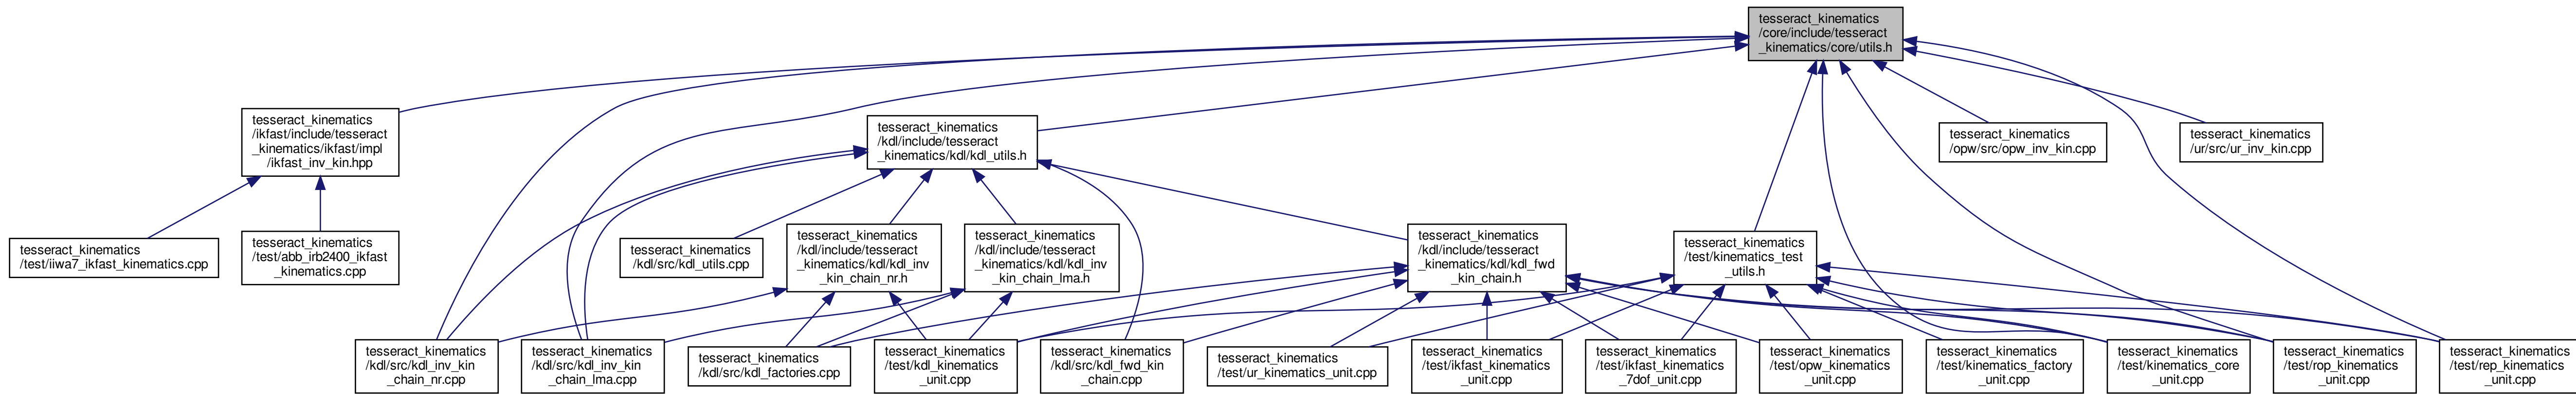 tesseract_kinematics
/core/include/tesseract
_kinematics/core/utils.h
tesseract_kinematics
/ikfast/include/tesseract
_kinematics/ikfast/impl
/ikfast_inv_kin.hpp
tesseract_kinematics
/kdl/include/tesseract
_kinematics/kdl/kdl_utils.h
tesseract_kinematics
/opw/src/opw_inv_kin.cpp
tesseract_kinematics
/ur/src/ur_inv_kin.cpp
tesseract_kinematics
/test/iiwa7_ikfast_kinematics.cpp
tesseract_kinematics
/test/abb_irb2400_ikfast
_kinematics.cpp
tesseract_kinematics
/kdl/src/kdl_utils.cpp
tesseract_kinematics
/kdl/include/tesseract
_kinematics/kdl/kdl_inv
_kin_chain_nr.h
tesseract_kinematics
/kdl/include/tesseract
_kinematics/kdl/kdl_inv
_kin_chain_lma.h
tesseract_kinematics
/kdl/include/tesseract
_kinematics/kdl/kdl_fwd
_kin_chain.h
tesseract_kinematics
/test/kinematics_test
_utils.h
tesseract_kinematics
/kdl/src/kdl_inv_kin
_chain_nr.cpp
tesseract_kinematics
/kdl/src/kdl_inv_kin
_chain_lma.cpp
tesseract_kinematics
/kdl/src/kdl_factories.cpp
tesseract_kinematics
/test/kdl_kinematics
_unit.cpp
tesseract_kinematics
/kdl/src/kdl_fwd_kin
_chain.cpp
tesseract_kinematics
/test/ur_kinematics_unit.cpp
tesseract_kinematics
/test/ikfast_kinematics
_unit.cpp
tesseract_kinematics
/test/ikfast_kinematics
_7dof_unit.cpp
tesseract_kinematics
/test/opw_kinematics
_unit.cpp
tesseract_kinematics
/test/kinematics_factory
_unit.cpp
tesseract_kinematics
/test/kinematics_core
_unit.cpp
tesseract_kinematics
/test/rop_kinematics
_unit.cpp
tesseract_kinematics
/test/rep_kinematics
_unit.cpp